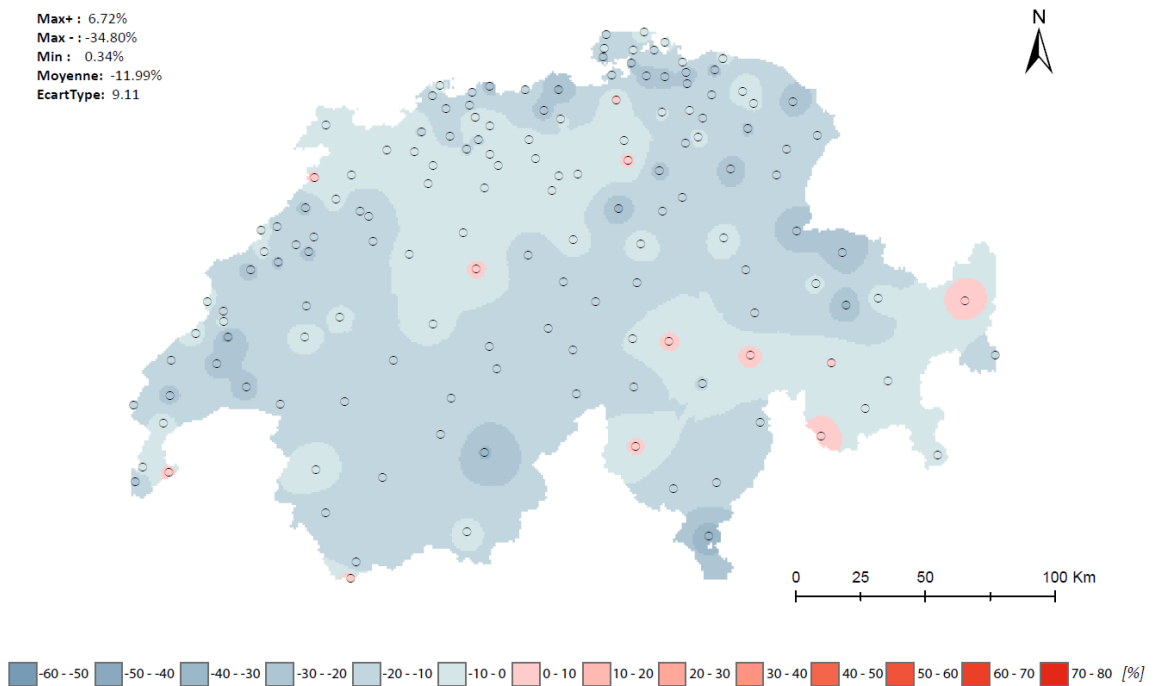 Max+ : 6.72%
Max - : -34.80%
Min : 0.34%
Moyenne: -11.99%
EcartType: 9.11
N
0 25 50 100 Km
-60 - -50 -50 - -40 -40 - -30 -30 - -20 -20 - -10 -10 - 0 0 - 10 10 - 20 20 - 30 30 - 40 40 - 50 50 - 60 60 - 70 70 - 80 [%]